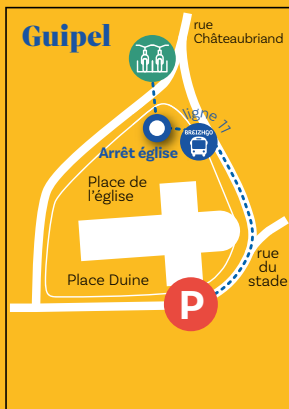 Guipel
rue
Châteaubriand
ligne 11
BREIZHGO
Arrêt église
Place de
l'église
rue
du
stade
Place Duine
P